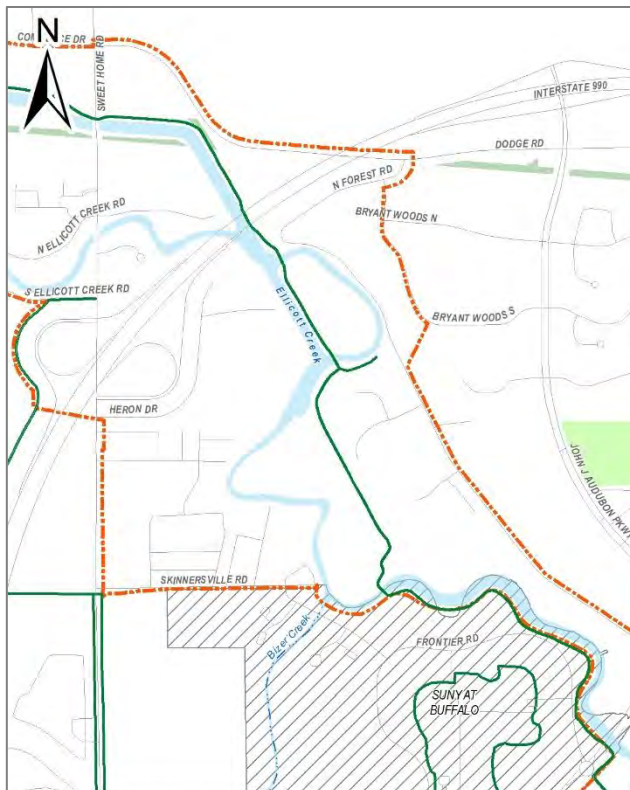 N
SWEET HOME RD
INTERSTATE 990
DODGE RD
N FOREST RD
BRYANT WOODS N
N ELLICOTT CREEK RD
S ELLICOTT CREEK RD
Ellicott Creek
BRYANT WOODS S
HERON DR
JOHN J AUDUBON PKWY
SKINNERSVILLE RD
Bizer Creek
FRONTIER RD
SUNY AT
BUFFALO